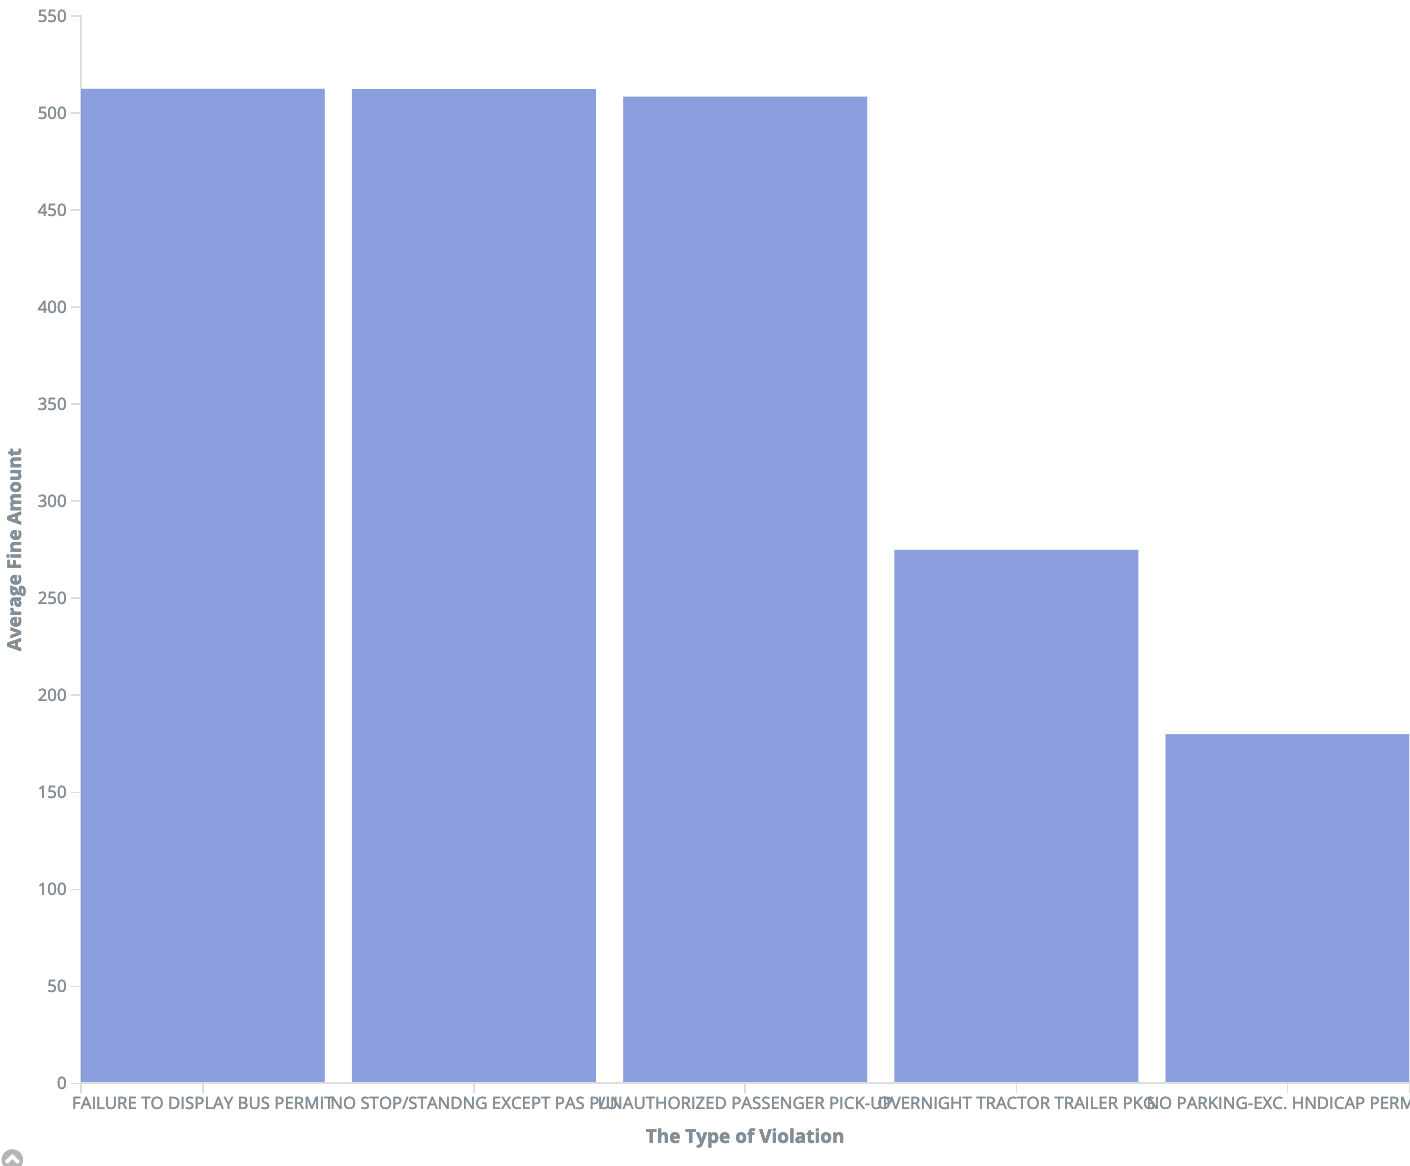 550
500
450
400
350
300
250
200
150
100
50
0
Average Fine Amount
FAILURE TO DISPLAY BUS PERMIT
NO STOP/STANDNG EXCEPT PAS P/U
UNAUTHORIZED PASSENGER PICK-UP
OVERNIGHT TRACTOR TRAILER PKG
NO PARKING-EXC. HNDICAP PERM
The Type of Violation